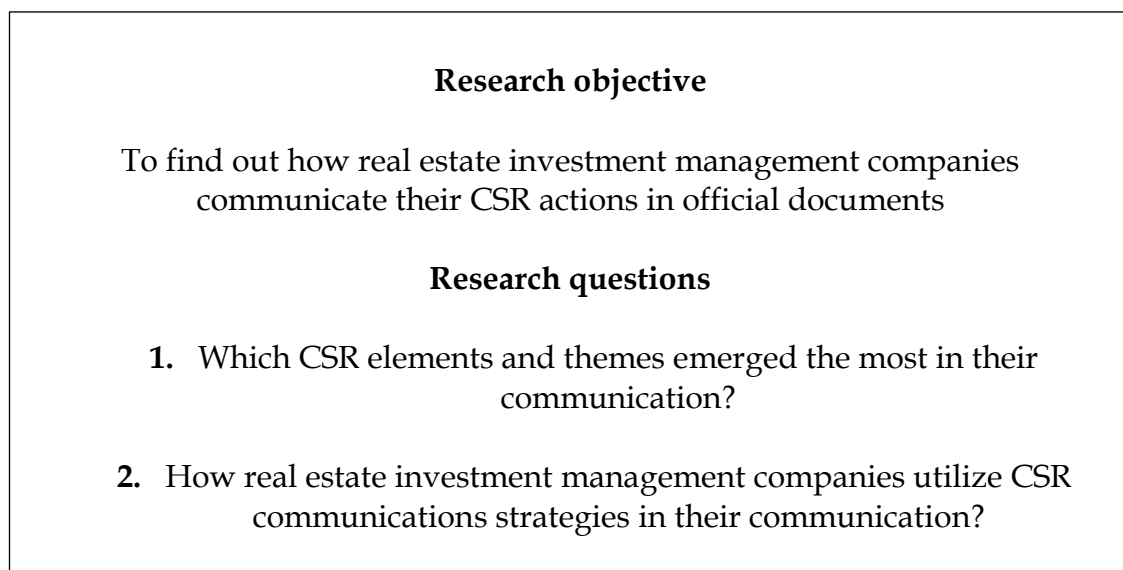 Research objective
To find out how real estate investment management companies
communicate their CSR actions in official documents
Research questions
1. Which CSR elements and themes emerged the most in their
communication?
2. How real estate investment management companies utilize CSR
communications strategies in their communication?